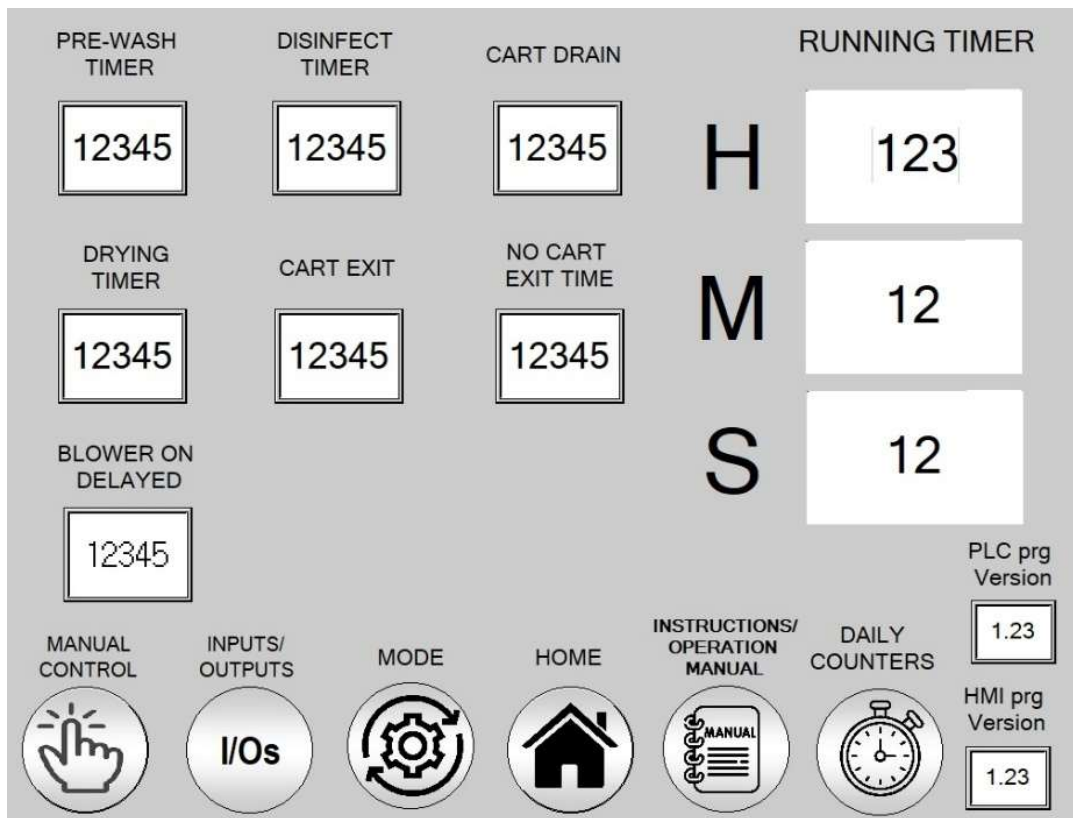 PRE-WASH
TIMER
12345
DISINFECT
TIMER
12345
CART DRAIN
12345
DRYING
TIMER
12345
CART EXIT
12345
NO CART
EXIT TIME
12345
BLOWER ON
DELAYED
12345
RUNNING TIMER
H
123
M
12
S
12
PLC prg
Version
1.23
HMI prg
Version
1.23
MANUAL
CONTROL
INPUTS/
OUTPUTS
I/Os
MODE
HOME
INSTRUCTIONS/
OPERATION
MANUAL
MANUAL
DAILY
COUNTERS